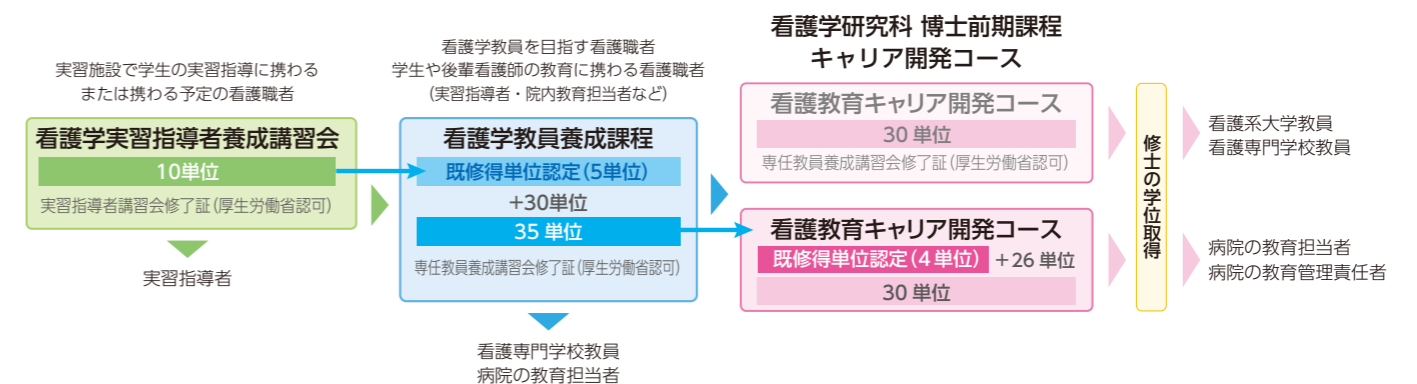 実習施設で学生の実習指導に携わる
または携わる予定の看護職者
看護学実習指導者養成講習会
10単位
実習指導者講習会修了証(厚生労働省認可)
実習指導者
看護学教員を目指す看護職者
学生や後輩看護師の教育に携わる看護職者
(実習指導者・院内教育担当者など)
看護学教員養成課程
既修得単位認定(5単位)
+30単位
35 単位
専任教員養成講習会修了証(厚生労働省認可)
看護専門学校教員
病院の教育担当者
看護学研究科 博士前期課程
キャリア開発コース
看護教育キャリア開発コース
30 単位
専任教員養成講習会修了証(厚生労働省認可)
看護教育キャリア開発コース
既修得単位認定(4 単位) +26 単位
30 単位
修士の学位取得
看護系大学教員
看護専門学校教員
病院の教育担当者
病院の教育管理責任者